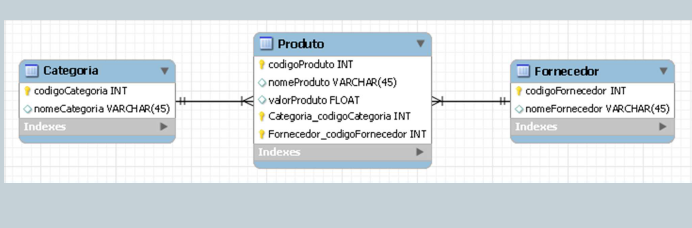 Categoria
codigoCategoria INT
nomeCategoria VARCHAR(45)
Indexes
Produto
codigoProduto INT
nomeProduto VARCHAR(45)
valorProduto FLOAT
Categoria_codigoCategoria INT
Fornecedor_codigoFornecedor INT
Indexes
Fornecedor
codigoFornecedor INT
nomeFornecedor VARCHAR(45)
Indexes